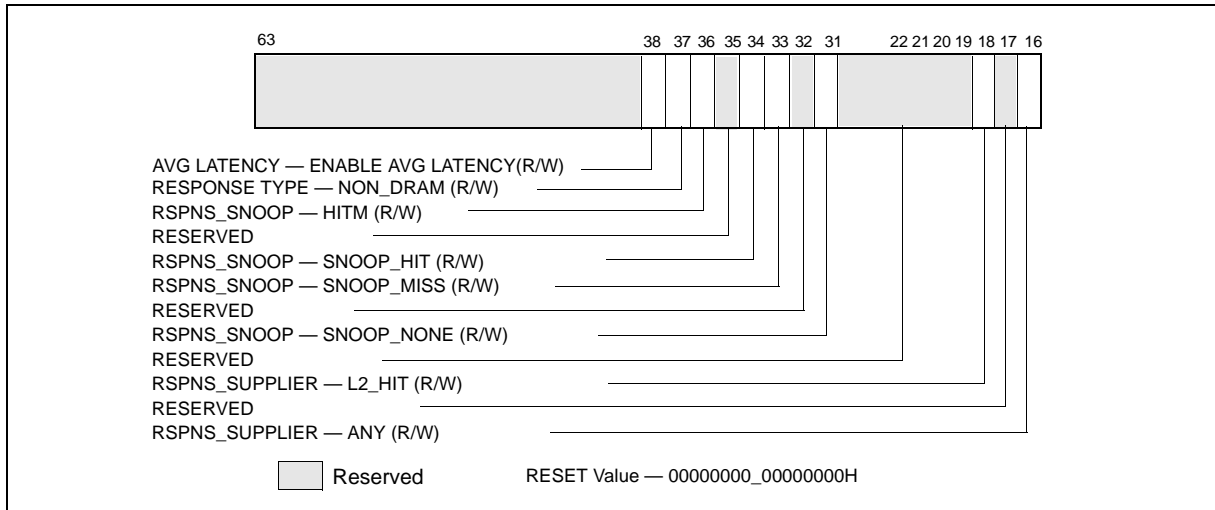 63 38 37 36 35 34 33 32 31 22 21 20 19 18 17 16
AVG LATENCY — ENABLE AVG LATENCY(R/W)
RESPONSE TYPE — NON_DRAM (R/W)
RSPNS_SNOOP — HITM (R/W)
RESERVED
RSPNS_SNOOP — SNOOP_HIT (R/W)
RSPNS_SNOOP — SNOOP_MISS (R/W)
RESERVED
RSPNS_SNOOP — SNOOP_NONE (R/W)
RESERVED
RSPNS_SUPPLIER — L2_HIT (R/W)
RESERVED
RSPNS_SUPPLIER — ANY (R/W)
Reserved RESET Value — 00000000_00000000H